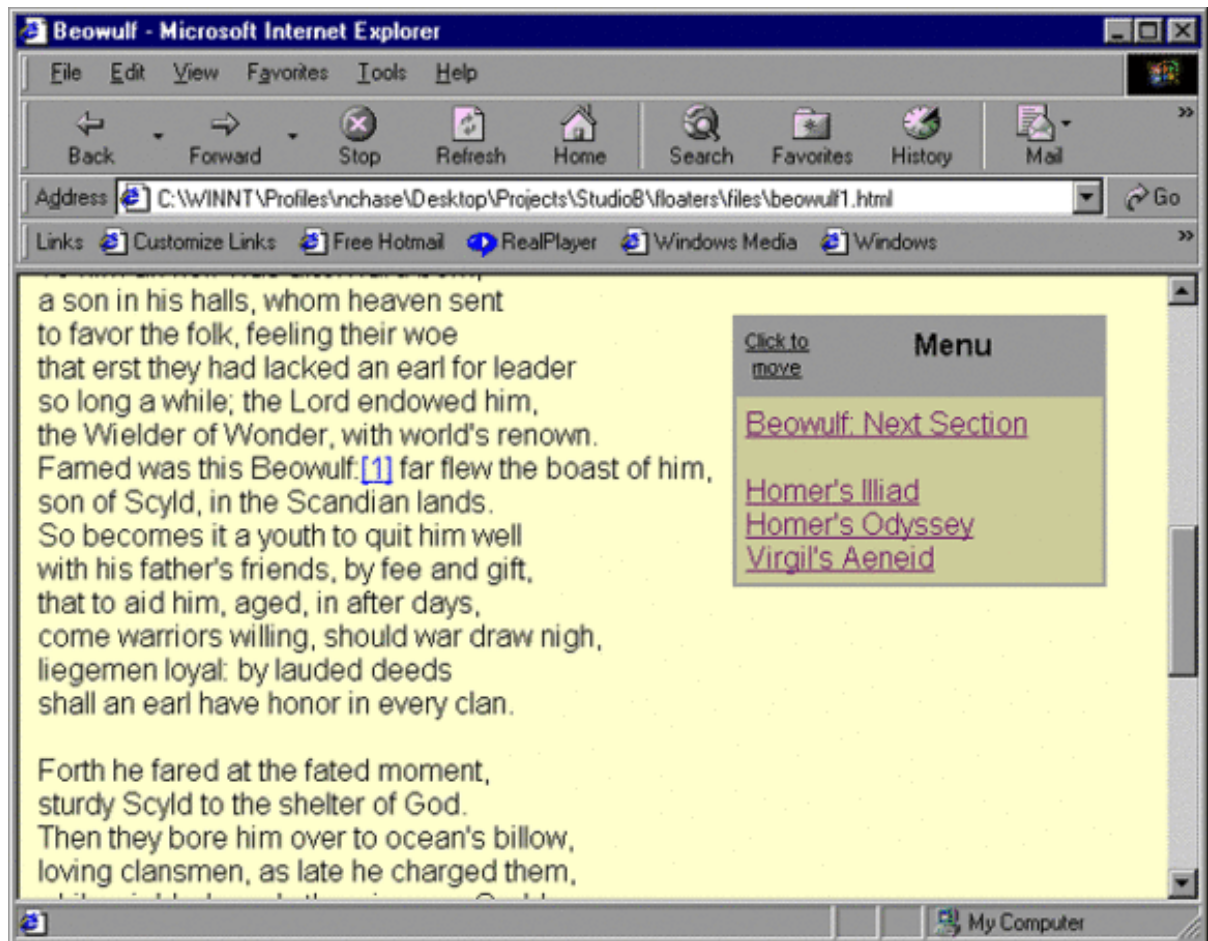 Beowulf - Microsoft Internet Explorer
File Edit View Favorites Tools Help
Back Forward Stop Refresh Home Search Favorites History Mail »
Address C:\WINNT\Profiles\nchase\Desktop\Projects\StudioB\floaters\files\beowulf1.html Go
Links Customize Links Free Hotmail RealPlayer Windows Media Windows »
a son in his halls, whom heaven sent
to favor the folk, feeling their woe
that erst they had lacked an earl for leader
so long a while; the Lord endowed him,
the Wielder of Wonder, with world's renown.
Famed was this Beowulf:[1] far flew the boast of him,
son of Scyld, in the Scandian lands.
So becomes it a youth to quit him well
with his father's friends, by fee and gift,
that to aid him, aged, in after days,
come warriors willing, should war draw nigh,
liegemen loyal: by lauded deeds
shall an earl have honor in every clan.
Forth he fared at the fated moment,
sturdy Scyld to the shelter of God.
Then they bore him over to ocean's billow,
loving clansmen, as late he charged them,
Click to
move
Menu
Beowulf: Next Section
Homer's Illiad
Homer's Odyssey
Virgil's Aeneid
My Computer